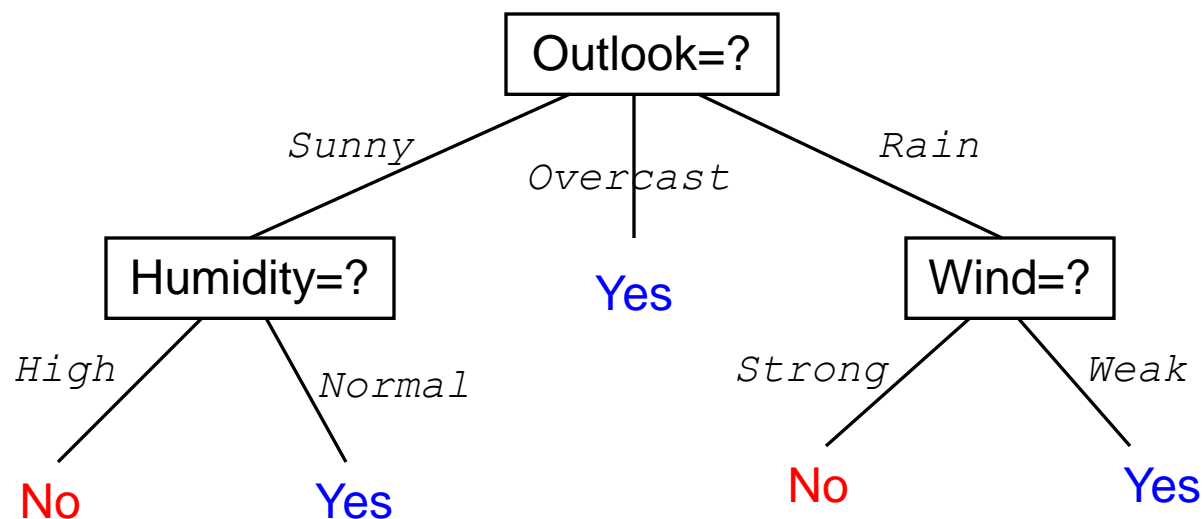 Outlook=?
Sunny
Overcast
Rain
Humidity=?
Yes
Wind=?
High
Normal
Strong
Weak
No
Yes
No
Yes